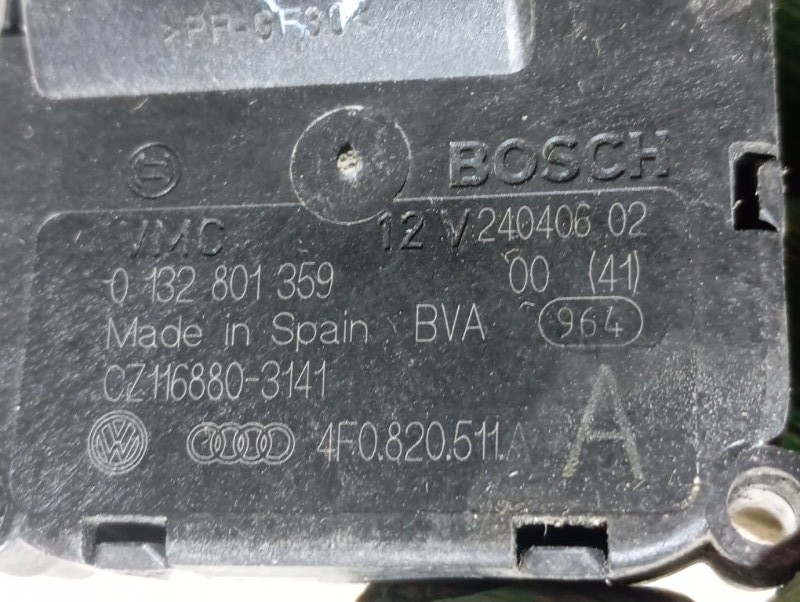 BOSCH
VMC 12 V 240406 02
0 132 801 359 00 (41)
Made in Spain BVA 964
CZ116880-3141
4F0.820.511.A A